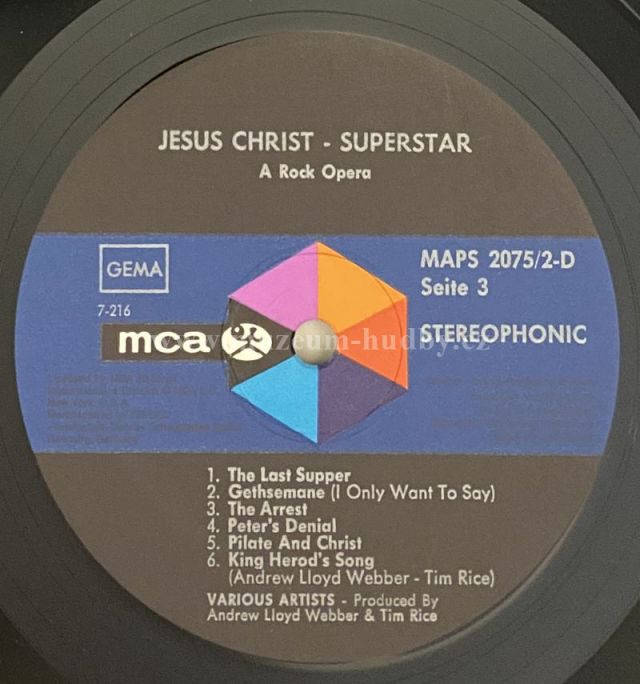 JESUS CHRIST - SUPERSTAR
A Rock Opera
GEMA
7-216
mca
MAPS 2075/2-D
Seite 3
STEREOPHONIC
1. The Last Supper
2. Gethsemane (I Only Want To Say)
3. The Arrest
4. Peter's Denial
5. Pilate And Christ
6. King Herod's Song
(Andrew Lloyd Webber - Tim Rice)
VARIOUS ARTISTS - Produced By
Andrew Lloyd Webber & Tim Rice